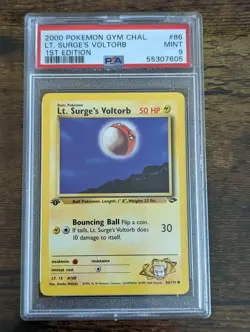 2000 POKEMON GYM CHAL. #86
LT. SURGE'S VOLTORB MINT
1ST EDITION 9
PSA 55307605
Basic Pokémon
Lt. Surge's Voltorb 50 HP
Ball Pokémon. Length: 1' 8", Weight: 23 lbs.
Bouncing Ball Flip a coin.
If tails, Lt. Surge's Voltorb does
10 damage to itself.
30
weakness resistance
retreat cost